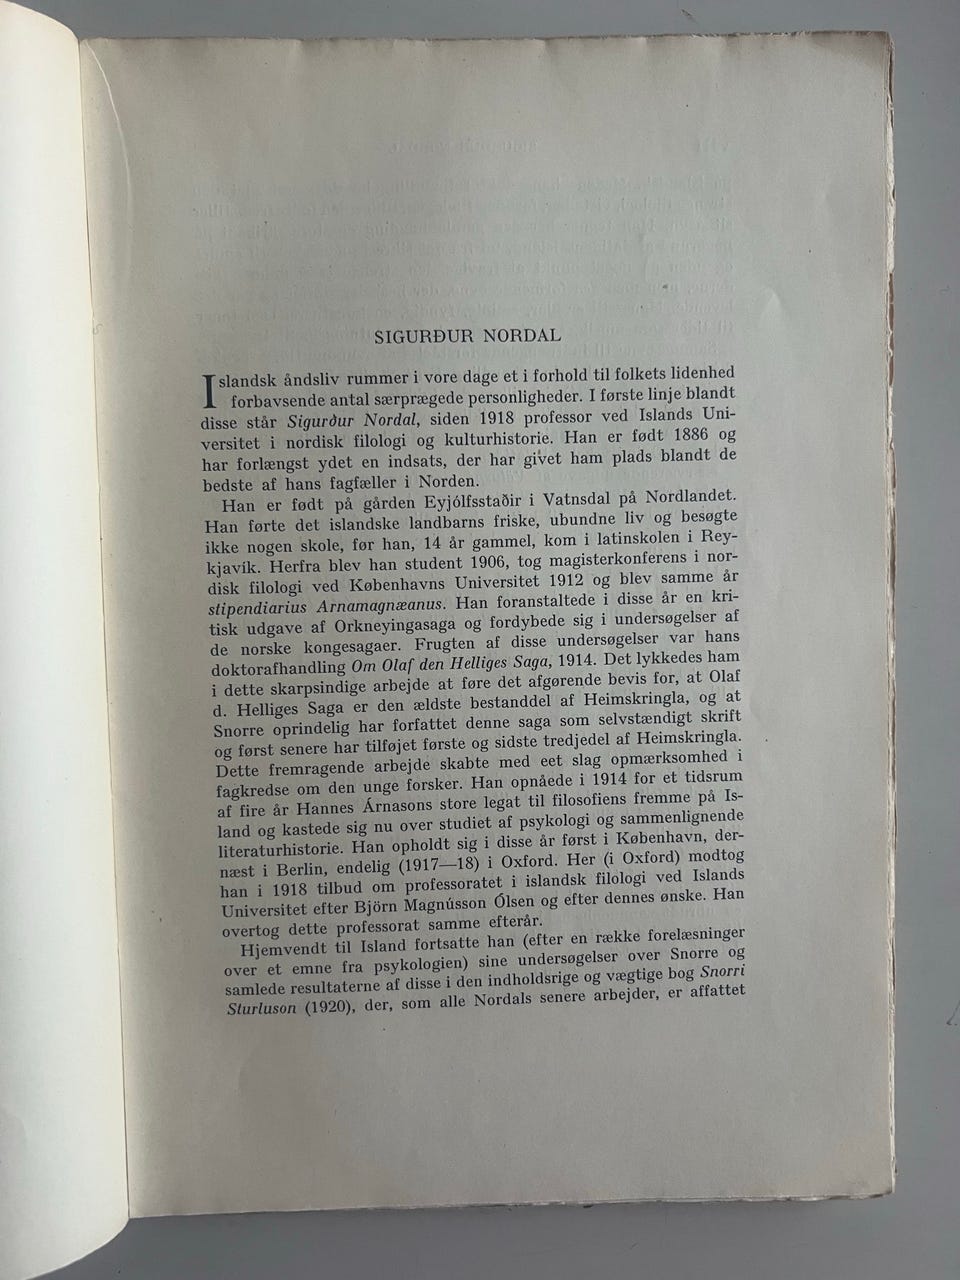 SIGURÐUR NORDAL
Islandsk åndsliv rummer i vore dage et i forhold til folkets lidenhed
forbavsende antal særprægede personligheder. I første linje blandt
disse står Sigurður Nordal, siden 1918 professor ved Islands Uni-
versitet i nordisk filologi og kulturhistorie. Han er født 1886 og
har forlængst ydet en indsats, der har givet ham plads blandt de
bedste af hans fagfæller i Norden.
Han er født på gården Eyjólfsstaðir i Vatnsdal på Nordlandet.
Han førte det islandske landbarns friske, ubundne liv og besøgte
ikke nogen skole, før han, 14 år gammel, kom i latinskolen i Rey-
kjavík. Herfra blev han student 1906, tog magisterkonferens i nor-
disk filologi ved Københavns Universitet 1912 og blev samme år
stipendiarius Arnamagnæanus. Han foranstaltede i disse år en kri-
tisk udgave af Orkneyingasaga og fordybede sig i undersøgelser af
de norske kongesagaer. Frugten af disse undersøgelser var hans
doktorafhandling Om Olaf den Helliges Saga, 1914. Det lykkedes ham
i dette skarpsindige arbejde at føre det afgørende bevis for, at Olaf
d. Helliges Saga er den ældste bestanddel af Heimskringla, og at
Snorre oprindelig har forfattet denne saga som selvstændigt skrift
og først senere har tilføjet første og sidste tredjedel af Heimskringla.
Dette fremragende arbejde skabte med eet slag opmærksomhed i
fagkredse om den unge forsker. Han opnåede i 1914 for et tidsrum
af fire år Hannes Árnasons store legat til filosofiens fremme på Is-
land og kastede sig nu over studiet af psykologi og sammenlignende
literaturhistorie. Han opholdt sig i disse år først i København, der-
næst i Berlin, endelig (1917—18) i Oxford. Her (i Oxford) modtog
han i 1918 tilbud om professoratet i islandsk filologi ved Islands
Universitet efter Björn Magnússon Ólsen og efter dennes ønske. Han
overtog dette professorat samme efterår.
Hjemvendt til Island fortsatte han (efter en række forelæsninger
over et emne fra psykologien) sine undersøgelser over Snorre og
samlede resultaterne af disse i den indholdsrige og vægtige bog Snorri
Sturluson (1920), der, som alle Nordals senere arbejder, er affattet